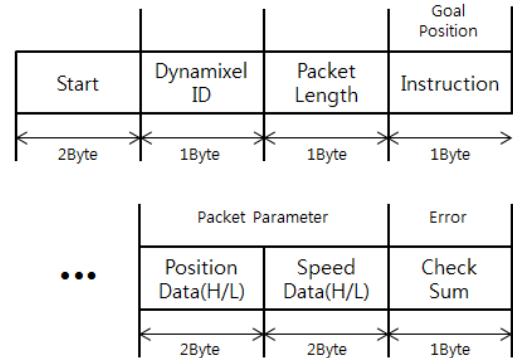 Goal
Position
Start
Dynamixel
ID
Packet
Length
Instruction
2Byte
1Byte
1Byte
1Byte
Packet Parameter
Error
•••
Position
Data(H/L)
Speed
Data(H/L)
Check
Sum
2Byte
2Byte
1Byte